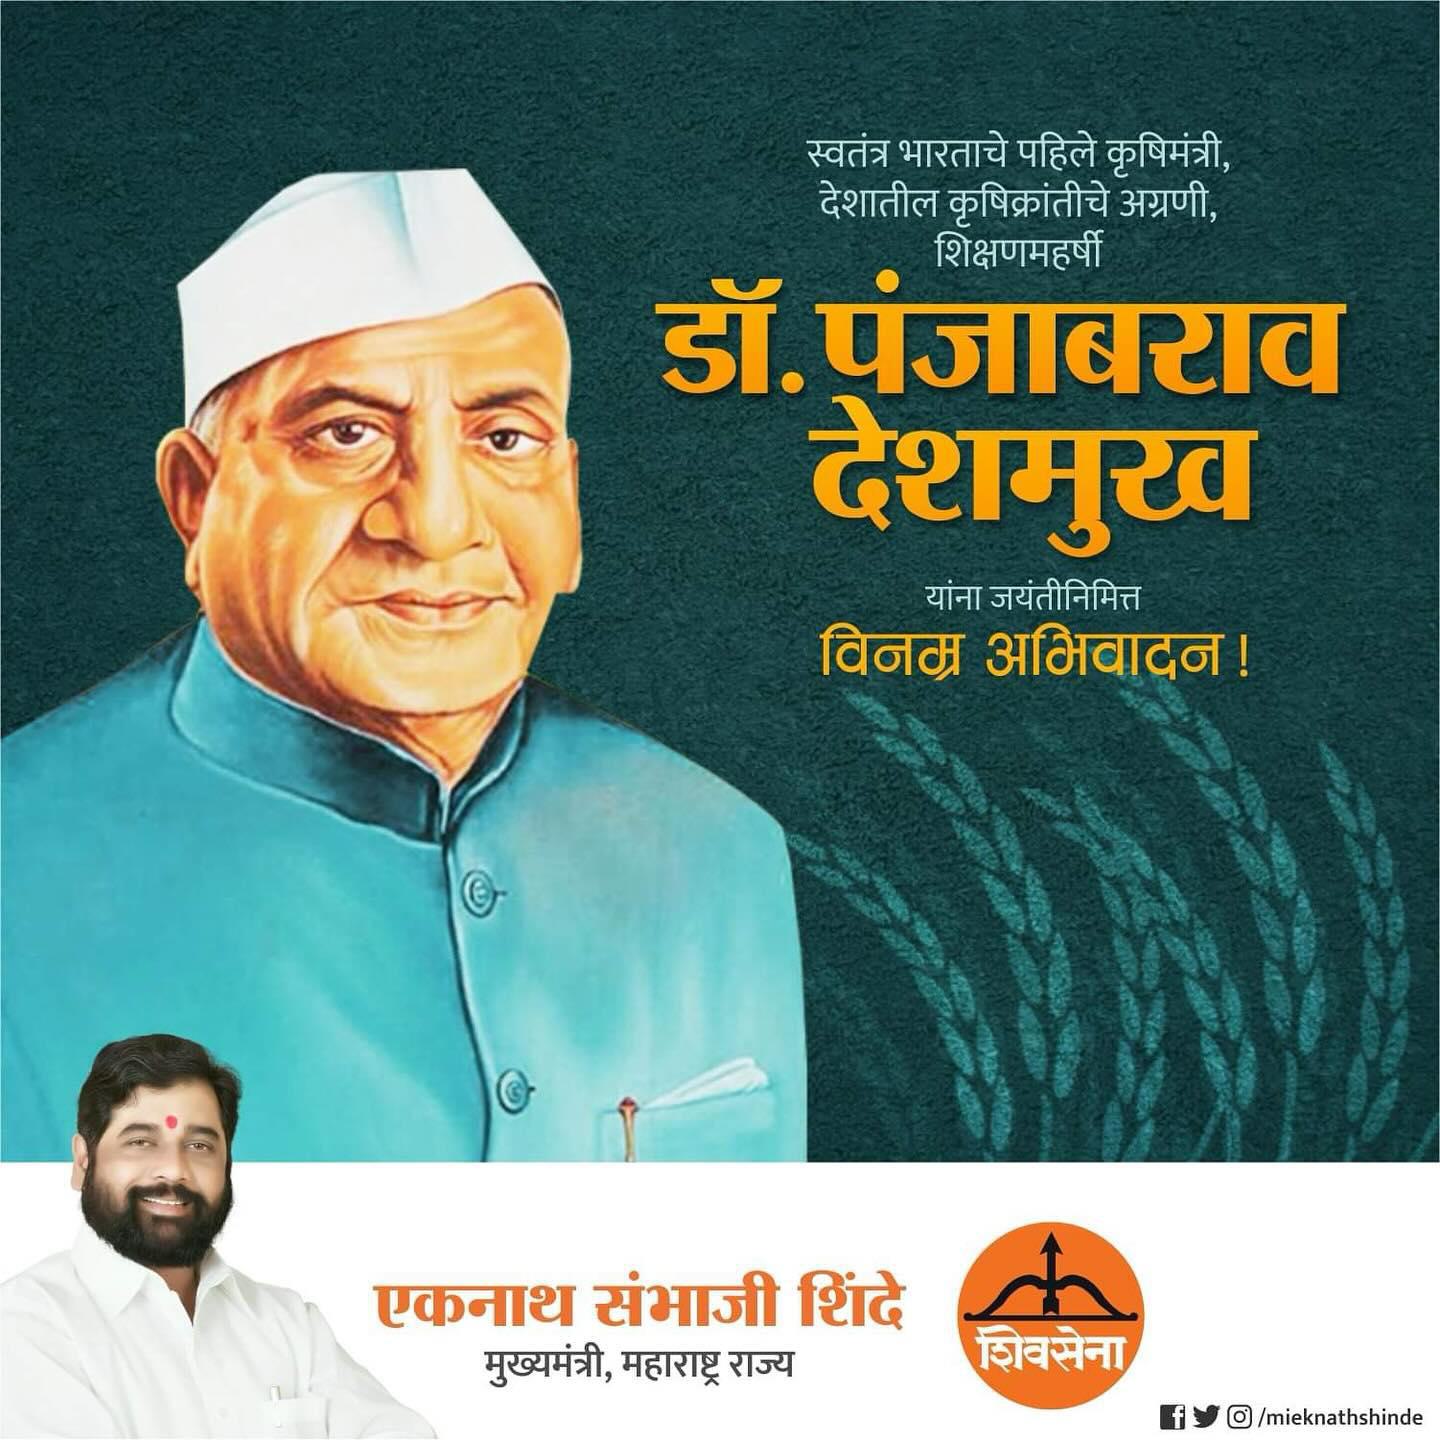 स्वतंत्र भारताचे पहिले कृषिमंत्री,
देशातील कृषिक्रांतीचे अग्रणी,
शिक्षणमहर्षी
डॉ. पंजाबराव
देशमुख
यांना जयंतीनिमित्त
विनम्र अभिवादन !
एकनाथ संभाजी शिंदे
मुख्यमंत्री, महाराष्ट्र राज्य
शिवसेना
/mieknathshinde